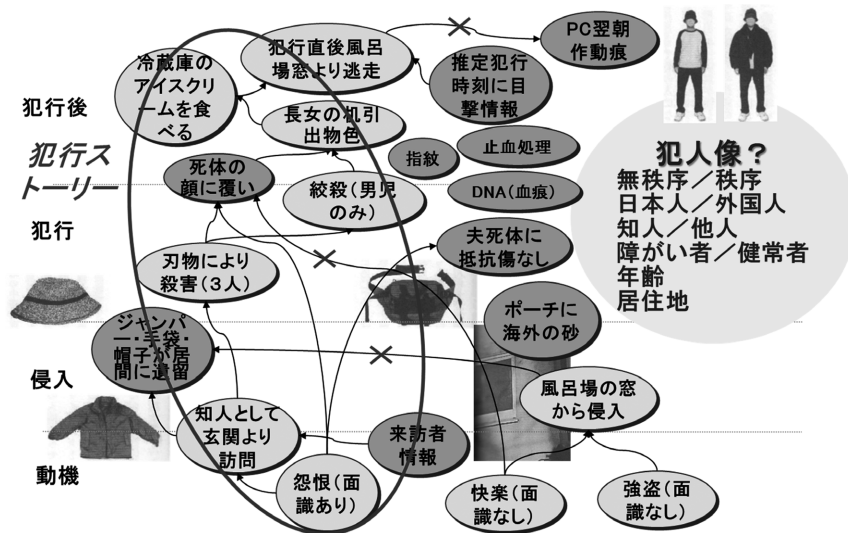 冷蔵庫の
アイスクリ
ームを食
べる
犯行直後風呂
場窓より逃走
PC翌朝
作動痕
推定犯行
時刻に目
撃情報
犯行後
長女の机引
出物色
犯行ス
トーリー
死体の
顔に覆い
指紋
止血処理
絞殺(男児
のみ)
DNA(血痕)
犯行
夫死体に
抵抗傷なし
刃物により
殺害(3人)
ポーチに
海外の砂
ジャンパ
ー・手袋・
帽子が居
間に遺留
侵入
風呂場の窓
から侵入
知人として
玄関より
訪問
来訪者
情報
動機
怨恨(面
識あり)
快楽(面
識なし)
強盗(面
識なし)
犯人像?
無秩序/秩序
日本人/外国人
知人/他人
障がい者/健常者
年齢
居住地